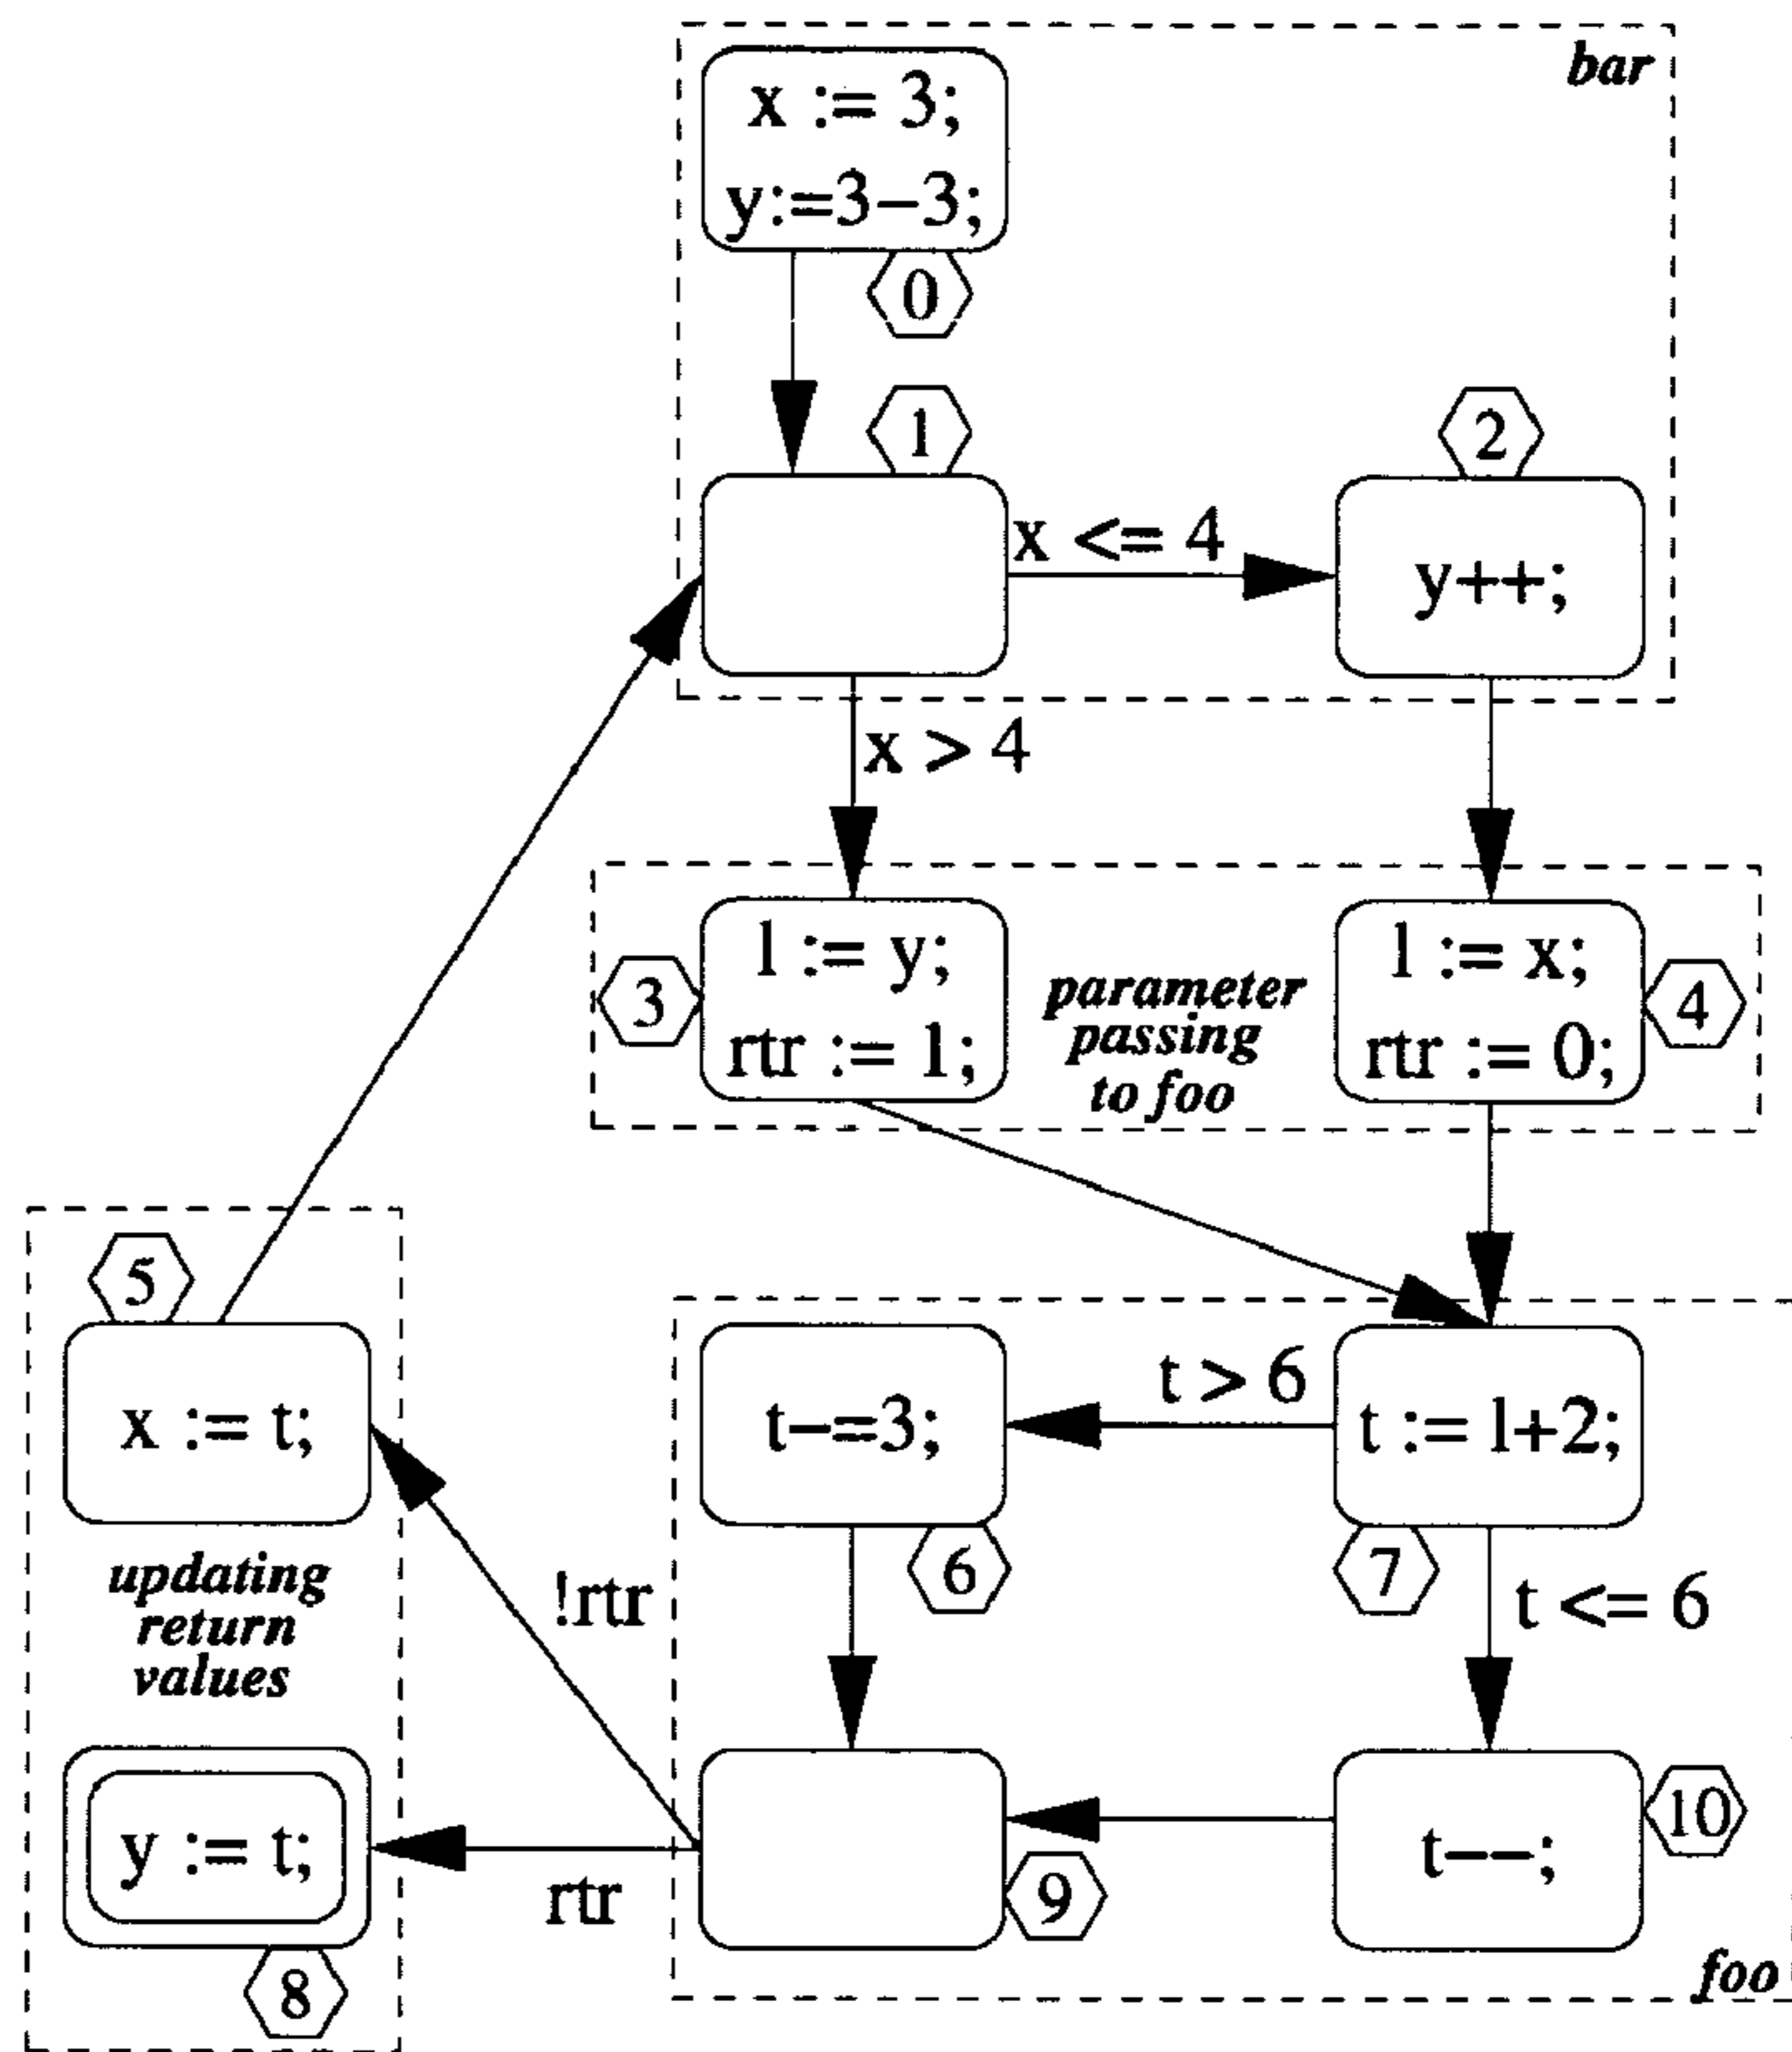 bar
x := 3;
y:=3–3;
0
1
2
x <= 4
y++;
x > 4
3
l := y;
rtr := 1;
parameter
passing
to foo
l := x;
rtr := 0;
4
5
x := t;
updating
return
values
!rtr
t–=3;
6
t > 6
t := l+2;
7
t <= 6
y := t;
8
rtr
9
t––;
10
foo